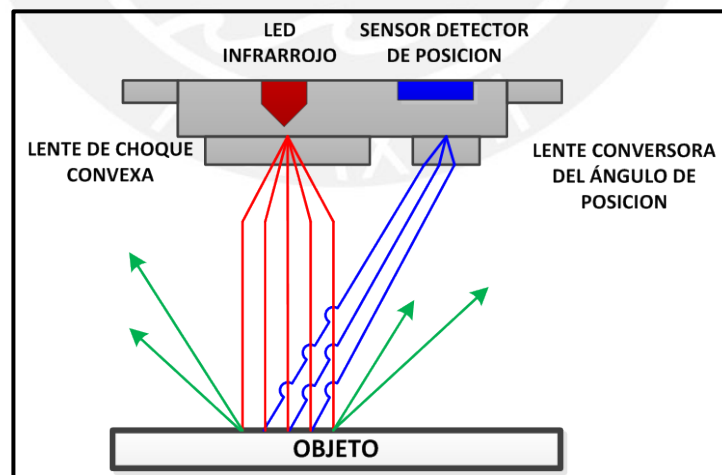 LED
INFRARROJO
SENSOR DETECTOR
DE POSICION
LENTE DE CHOQUE
CONVEXA
LENTE CONVERSORA
DEL ÁNGULO DE
POSICION
OBJETO